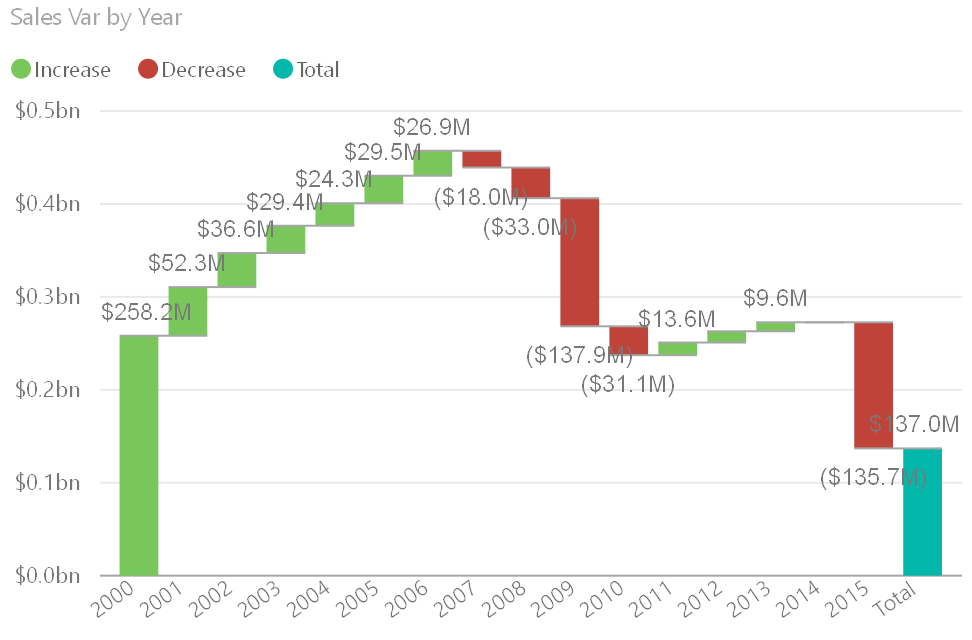 Sales Var by Year
Increase Decrease Total
$0.5bn
$0.4bn
$0.3bn
$0.2bn
$0.1bn
$0.0bn
$258.2M
$52.3M
$36.6M
$29.4M
$24.3M
$29.5M
$26.9M
($18.0M)
($33.0M)
($137.9M)
($31.1M)
$13.6M
$9.6M
($135.7M)
$137.0M
2000 2001 2002 2003 2004 2005 2006 2007 2008 2009 2010 2011 2012 2013 2014 2015 Total